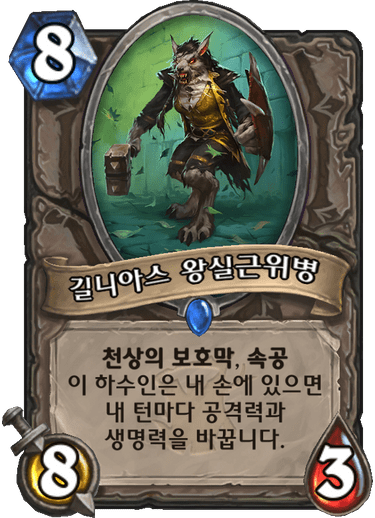 8
길니아스 왕실근위병
천상의 보호막, 속공
이 하수인은 내 손에 있으면
내 턴마다 공격력과
생명력을 바꿉니다.
8
3